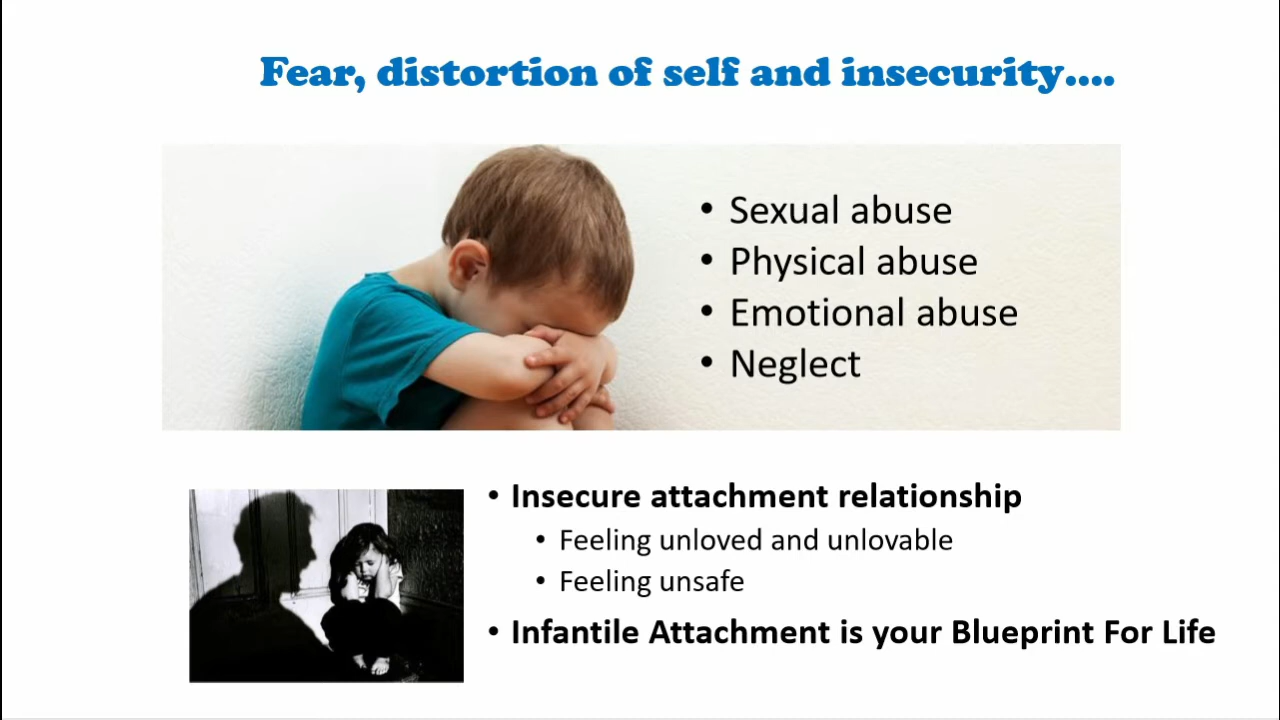 Fear, distortion of self and insecurity....
• Sexual abuse
• Physical abuse
• Emotional abuse
• Neglect
• Insecure attachment relationship
• Feeling unloved and unlovable
• Feeling unsafe
• Infantile Attachment is your Blueprint For Life